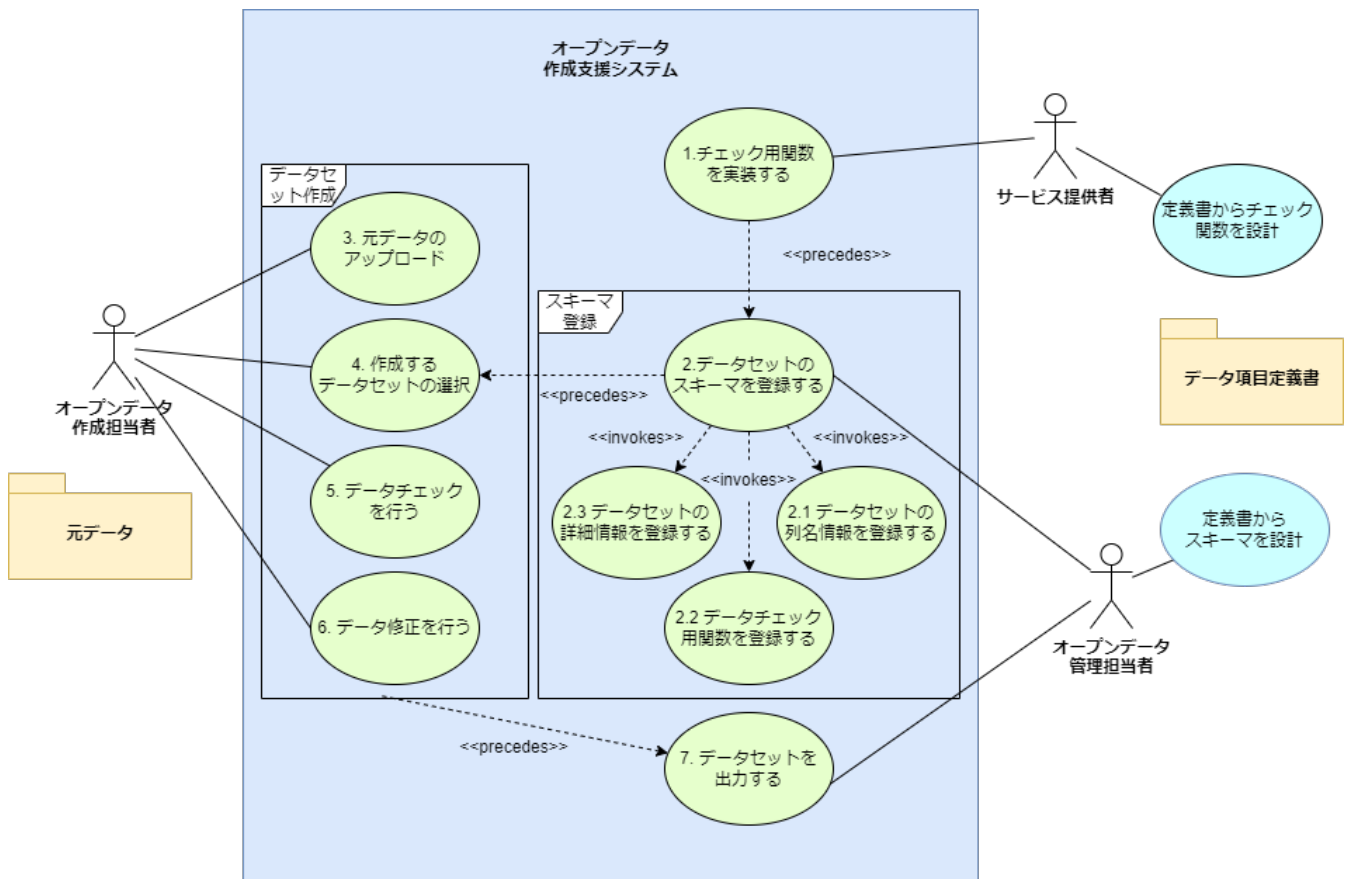 オープンデータ
作成支援システム
1.チェック用関数
を実装する
サービス提供者
定義書からチェック
関数を設計
データセ
ット作成
3. 元データの
アップロード
<<precedes>>
スキーマ
登録
オープンデータ
作成担当者
4. 作成する
データセットの選択
<<precedes>>
2.データセットの
スキーマを登録する
データ項目定義書
<<invokes>>
<<invokes>>
<<invokes>>
元データ
5. データチェック
を行う
2.3 データセットの
詳細情報を登録する
2.1 データセットの
列名情報を登録する
定義書から
スキーマを設計
6. データ修正を行う
2.2 データチェック
用関数を登録する
オープンデータ
管理担当者
<<precedes>>
7. データセットを
出力する